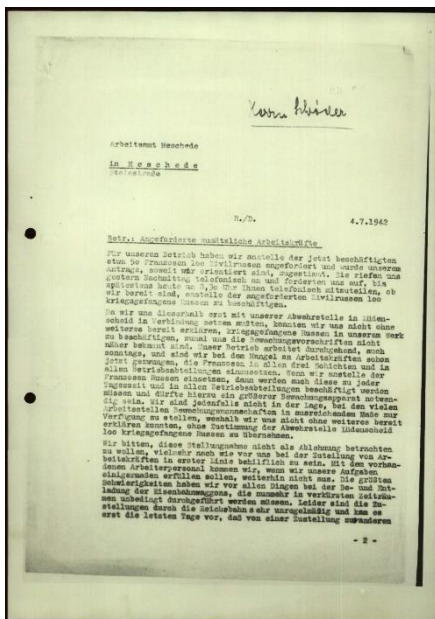 Herrn Schröder
Arbeitsamt Meschede
in Meschede
Steinstraße
R./D. 4.7.1942
Betr.: Angeforderte zusätzliche Arbeitskräfte
Für unseren Betrieb haben wir anstelle der jetzt beschäftigten
etwa 50 Franzosen 100 Civilrussen angefordert und wurde unserem
Antrage, soweit wir orientiert sind, zugestimmt. Sie riefen uns
gestern Nachmittag telefonisch an und forderten uns auf, bis
spätestens heute um 8,30 Uhr Ihnen telefonisch mitzuteilen, ob
wir bereit sind, anstelle der angeforderten Civilrussen 100
kriegsgefangene Russen zu beschäftigen.
Da wir uns dieserhalb erst mit unserer Abwehrstelle in Lüden-
scheid in Verbindung setzen mußten, konnten wir uns nicht ohne
weiteres bereit erklären, kriegsgefangene Russen in unserem Werk
zu beschäftigen, zumal uns die Bewachungsvorschriften nicht
näher bekannt sind. Unser Betrieb arbeitet durchgehend, auch
sonntags, und sind wir bei dem Mangel an Arbeitskräften schon
jetzt gezwungen, die Franzosen in allen drei Schichten und in
allen Betriebsabteilungen einzusetzen. Wenn wir anstelle der
Franzosen Russen einsetzen, dann werden auch diese zu jeder
Tageszeit und in allen Betriebsabteilungen beschäftigt werden
müssen und dürfte hierzu ein größerer Bewachungsapparat notwen-
dig sein. Wir sind jedenfalls nicht in der Lage, bei den vielen
Arbeitsstellen Bewachungsmannschaften in ausreichendem Maße zur
Verfügung zu stellen, weshalb wir uns nicht ohne weiteres bereit
erklären konnten, ohne Zustimmung der Abwehrstelle Lüdenscheid
100 kriegsgefangene Russen zu übernehmen.
Wir bitten, diese Stellungnahme nicht als Ablehnung betrachten
zu wollen, vielmehr nach wie vor uns bei der Zuteilung von Ar-
beitskräften in erster Linie behilflich zu sein. Mit dem vorhan-
denen Arbeiterpersonal kommen wir, wenn wir unsere Aufgaben
einigermaßen erfüllen sollen, weiterhin nicht aus. Die größten
Schwierigkeiten haben wir vor allen Dingen bei der Be- und Ent-
ladung der Eisenbahnwaggons, die nunmehr in verkürzten Zeiträu-
men unbedingt durchgeführt werden müssen. Leider sind die Zu-
stellungen durch die Reichsbahn sehr unregelmäßig und kam es
erst die letzten Tage vor, daß von einer Zustellung zur anderen
- 2 -